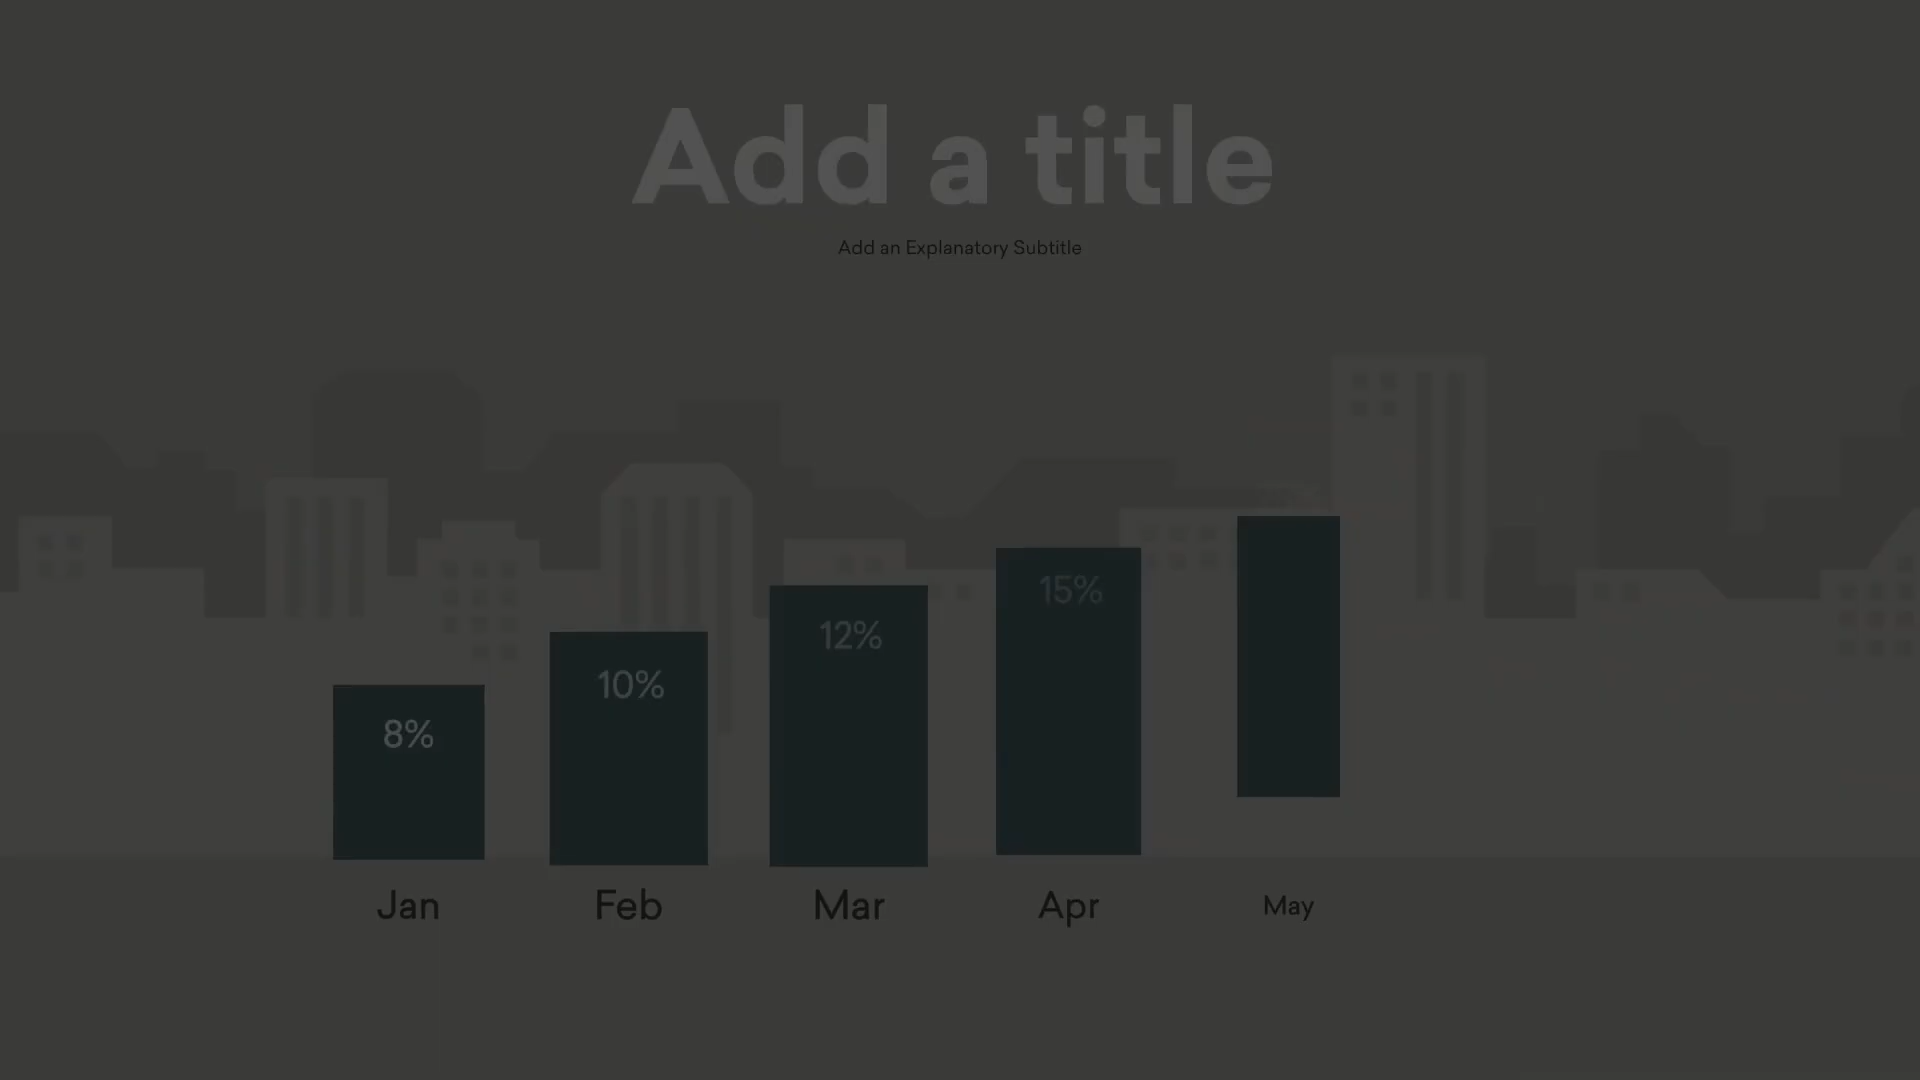 Add a title
Add an Explanatory Subtitle
15%
12%
10%
8%
Jan Feb Mar Apr May